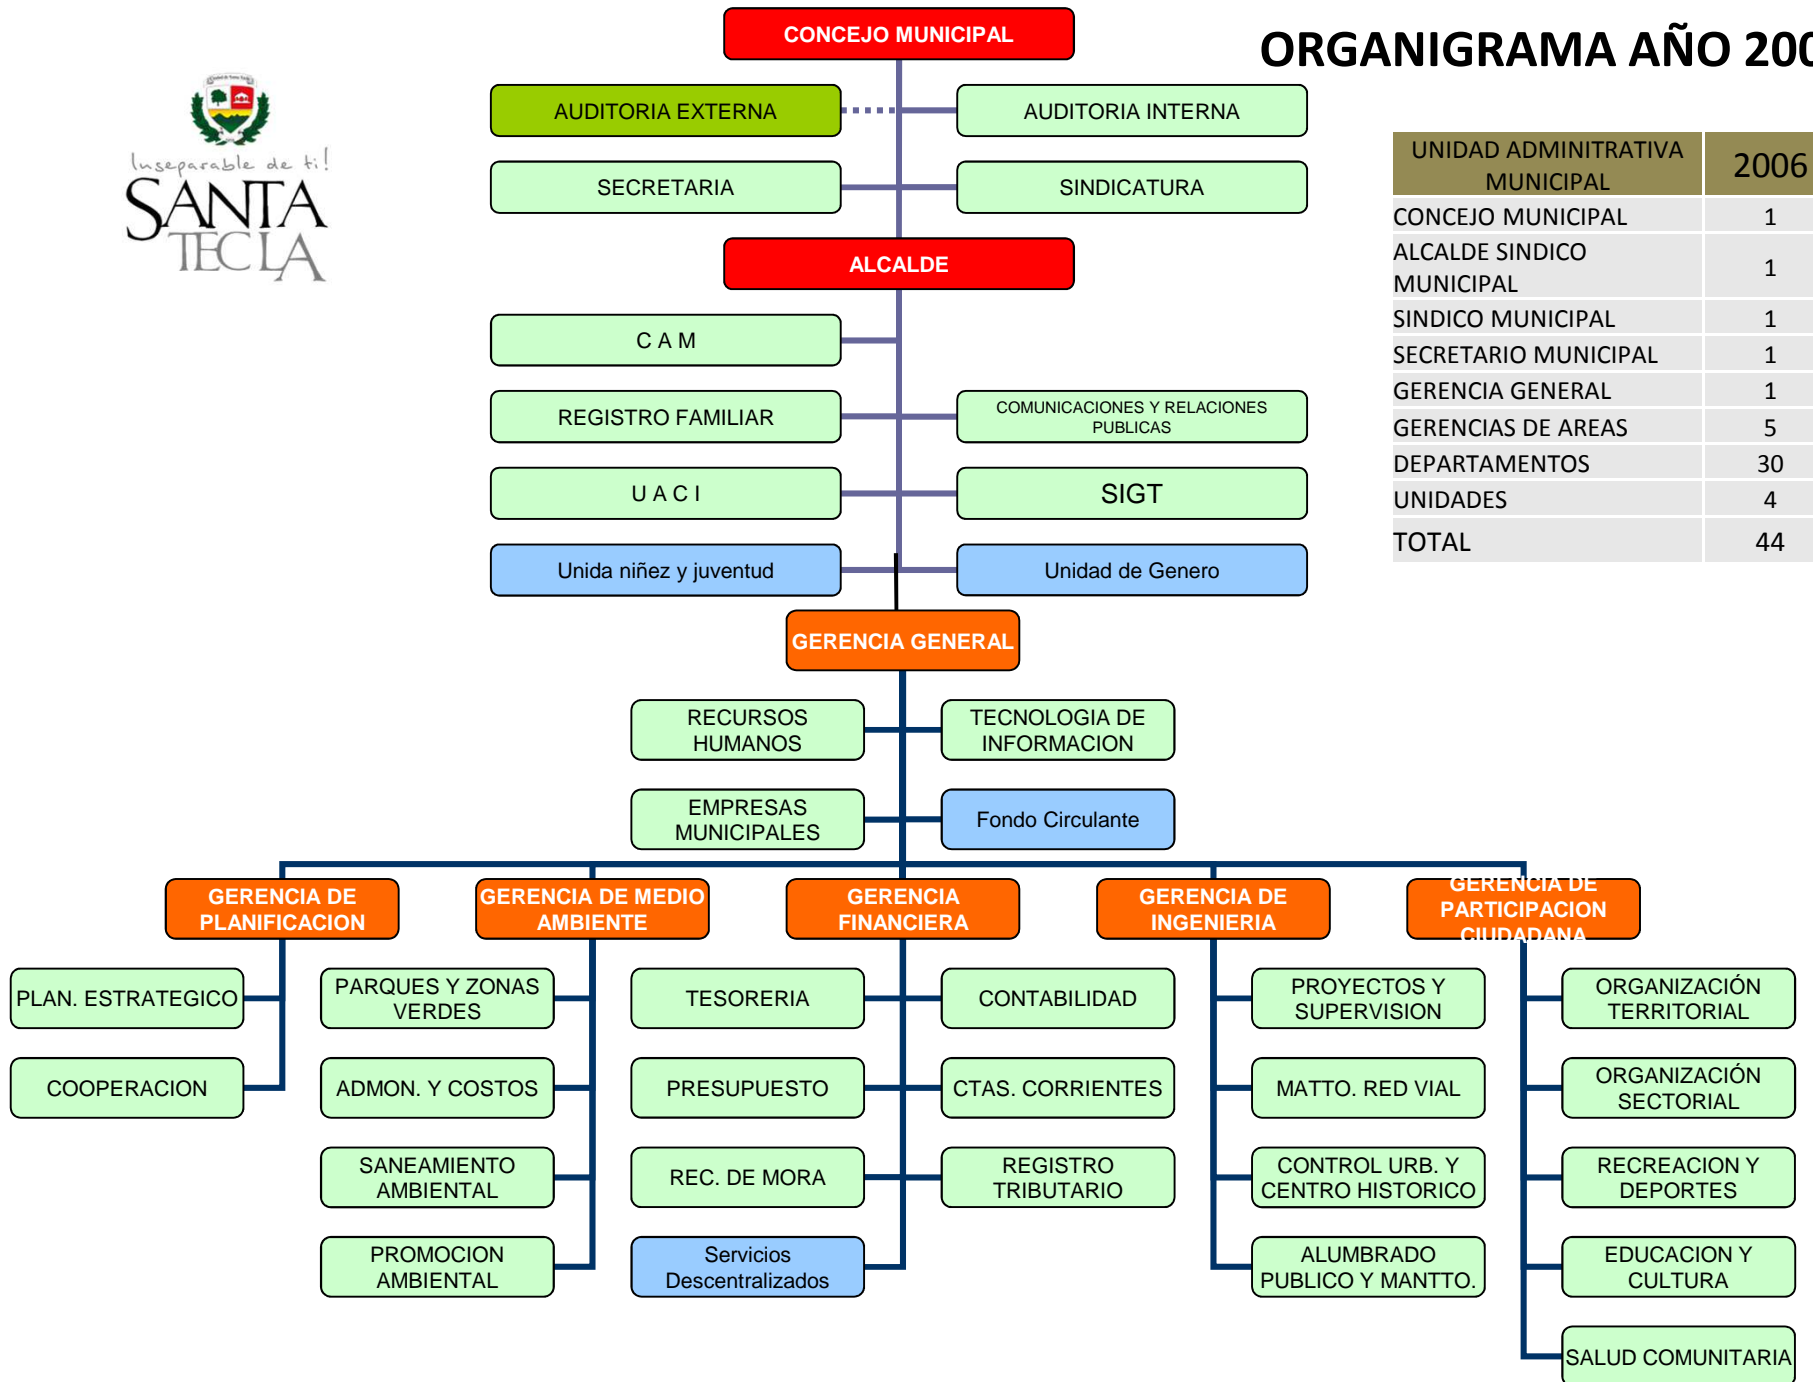 CONCEJO MUNICIPAL
ORGANIGRAMA AÑO 200
Inseparable de ti!
SANTA
TECLA
AUDITORIA EXTERNA
AUDITORIA INTERNA
SECRETARIA
SINDICATURA
ALCALDE
C A M
REGISTRO FAMILIAR
COMUNICACIONES Y RELACIONES
PUBLICAS
U A C I
SIGT
Unida niñez y juventud
Unidad de Genero
UNIDAD ADMINITRATIVA
MUNICIPAL
2006
CONCEJO MUNICIPAL 1
ALCALDE SINDICO
MUNICIPAL
1
SINDICO MUNICIPAL 1
SECRETARIO MUNICIPAL 1
GERENCIA GENERAL 1
GERENCIAS DE AREAS 5
DEPARTAMENTOS 30
UNIDADES 4
TOTAL 44
GERENCIA GENERAL
RECURSOS
HUMANOS
TECNOLOGIA DE
INFORMACION
EMPRESAS
MUNICIPALES
Fondo Circulante
GERENCIA DE
PLANIFICACION
GERENCIA DE MEDIO
AMBIENTE
GERENCIA
FINANCIERA
GERENCIA DE
INGENIERIA
GERENCIA DE
PARTICIPACION
CIUDADANA
PLAN. ESTRATEGICO
PARQUES Y ZONAS
VERDES
TESORERIA
CONTABILIDAD
PROYECTOS Y
SUPERVISION
ORGANIZACIÓN
TERRITORIAL
COOPERACION
ADMON. Y COSTOS
PRESUPUESTO
CTAS. CORRIENTES
MATTO. RED VIAL
ORGANIZACIÓN
SECTORIAL
SANEAMIENTO
AMBIENTAL
REC. DE MORA
REGISTRO
TRIBUTARIO
CONTROL URB. Y
CENTRO HISTORICO
RECREACION Y
DEPORTES
PROMOCION
AMBIENTAL
Servicios
Descentralizados
ALUMBRADO
PUBLICO Y MANTTO.
EDUCACION Y
CULTURA
SALUD COMUNITARIA